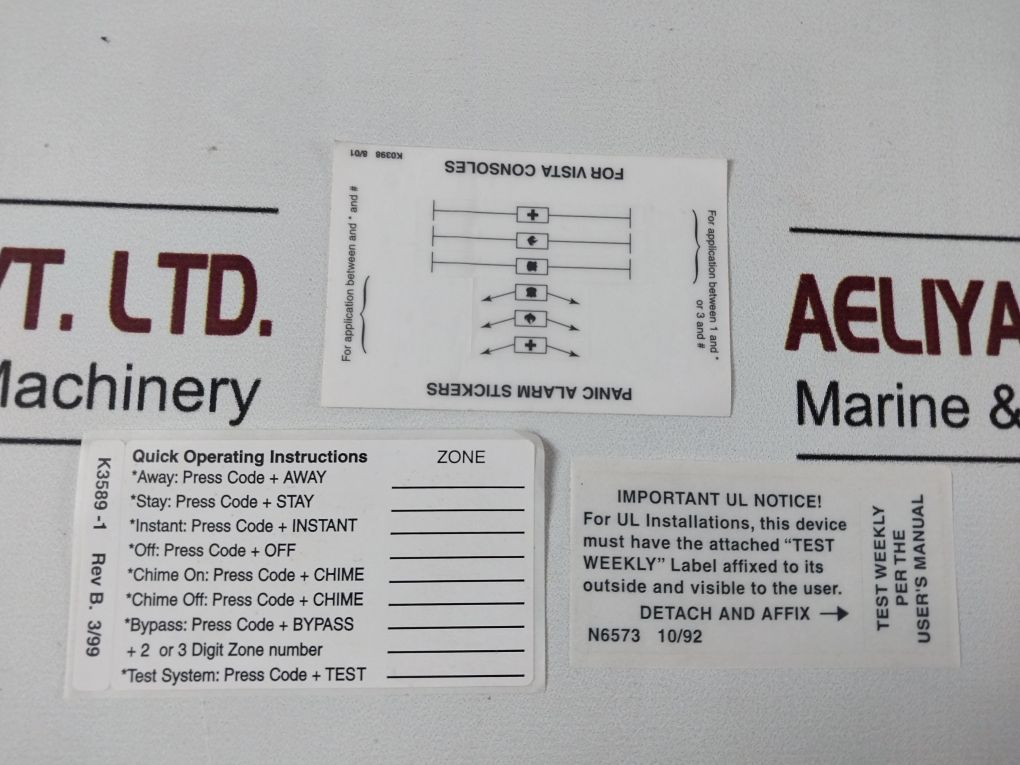 PANIC ALARM STICKERS
For application between 1 and *
or 3 and #
For application between and * and #
FOR VISTA CONSOLES
K0398 8/01
YT. LTD.
Machinery
AELIYA
Marine &
Quick Operating Instructions ZONE
*Away: Press Code + AWAY
*Stay: Press Code + STAY
*Instant: Press Code + INSTANT
*Off: Press Code + OFF
*Chime On: Press Code + CHIME
*Chime Off: Press Code + CHIME
*Bypass: Press Code + BYPASS
+ 2 or 3 Digit Zone number
*Test System: Press Code + TEST
K3589 -1 Rev B. 3/99
IMPORTANT UL NOTICE!
For UL Installations, this device
must have the attached “TEST
WEEKLY” Label affixed to its
outside and visible to the user.
DETACH AND AFFIX →
N6573 10/92
TEST WEEKLY
PER THE
USER'S MANUAL